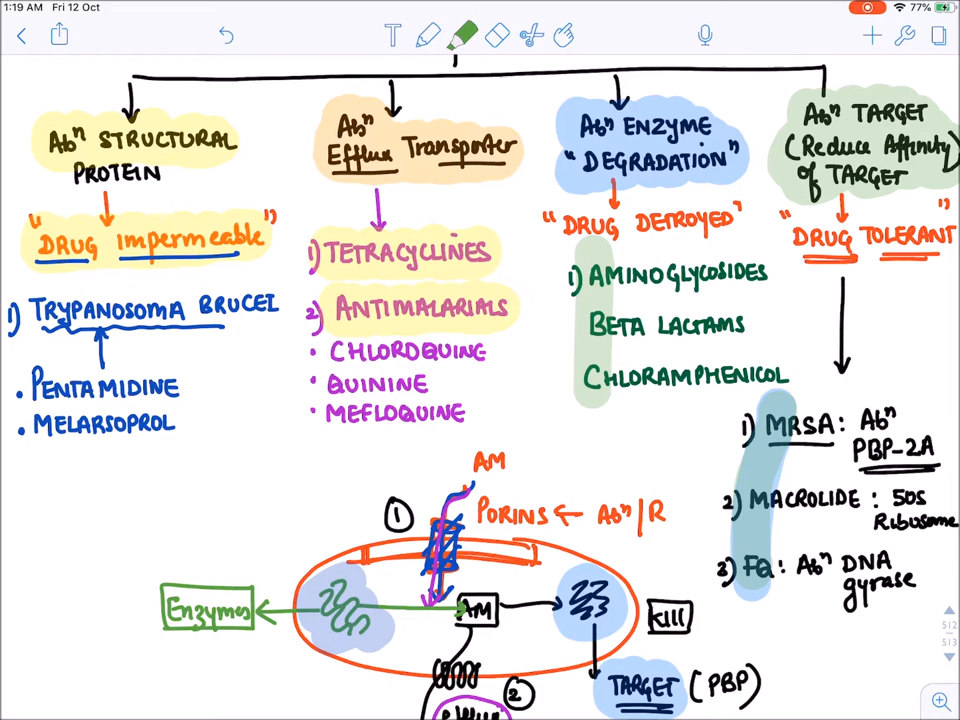 1:19 AM Fri 12 Oct
77%
T
Abⁿ STRUCTURAL
PROTEIN
"DRUG impermeable"
1) TRYPANOSOMA BRUCEI
• PENTAMIDINE
• MELARSOPROL
Abⁿ
Efflux Transporter
1) TETRACYCLINES
2) ANTIMALARIALS
• CHLOROQUINE
• QUININE
• MEFLOQUINE
Abⁿ ENZYME
"DEGRADATION"
"DRUG DETROYED"
1) AMINOGLYCOSIDES
BETA LACTAMS
CHLORAMPHENICOL
Abⁿ TARGET
(Reduce Affinity)
of TARGET
"DRUG TOLERANT"
1) MRSA: Abⁿ
PBP-2A
2) MACROLIDE: 50S
Ribosome
3) FQ: Abⁿ DNA
gyrase
AM
1
PORINS ← Abⁿ/R
Enzymes
AM
Kill
2
TARGET (PBP)
512
513